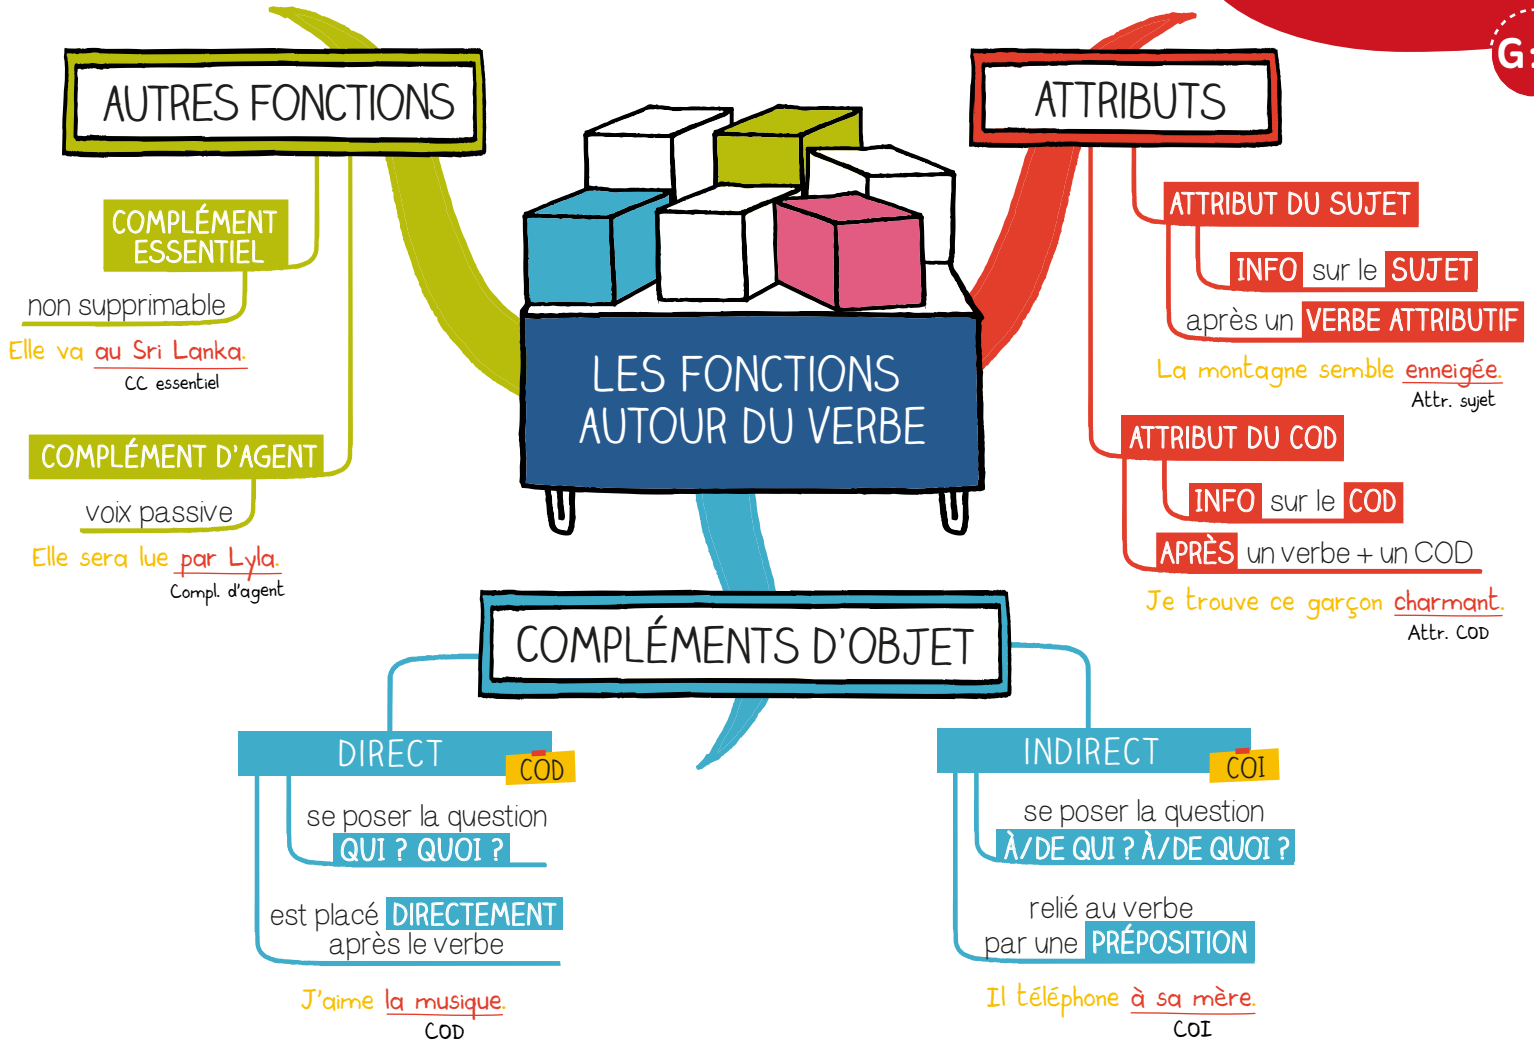 G
AUTRES FONCTIONS
COMPLÉMENT
ESSENTIEL
non supprimable
Elle va au Sri Lanka.
CC essentiel
COMPLÉMENT D'AGENT
voix passive
Elle sera lue par Lyla.
Compl. d'agent
LES FONCTIONS
AUTOUR DU VERBE
ATTRIBUTS
ATTRIBUT DU SUJET
INFO sur le SUJET
après un VERBE ATTRIBUTIF
La montagne semble enneigée.
Attr. sujet
ATTRIBUT DU COD
INFO sur le COD
APRÈS un verbe + un COD
Je trouve ce garçon charmant.
Attr. COD
COMPLÉMENTS D'OBJET
DIRECT
COD
se poser la question
QUI ? QUOI ?
est placé DIRECTEMENT
après le verbe
J'aime la musique.
COD
INDIRECT
COI
se poser la question
À/DE QUI ? À/DE QUOI ?
relié au verbe
par une PRÉPOSITION
Il téléphone à sa mère.
COI